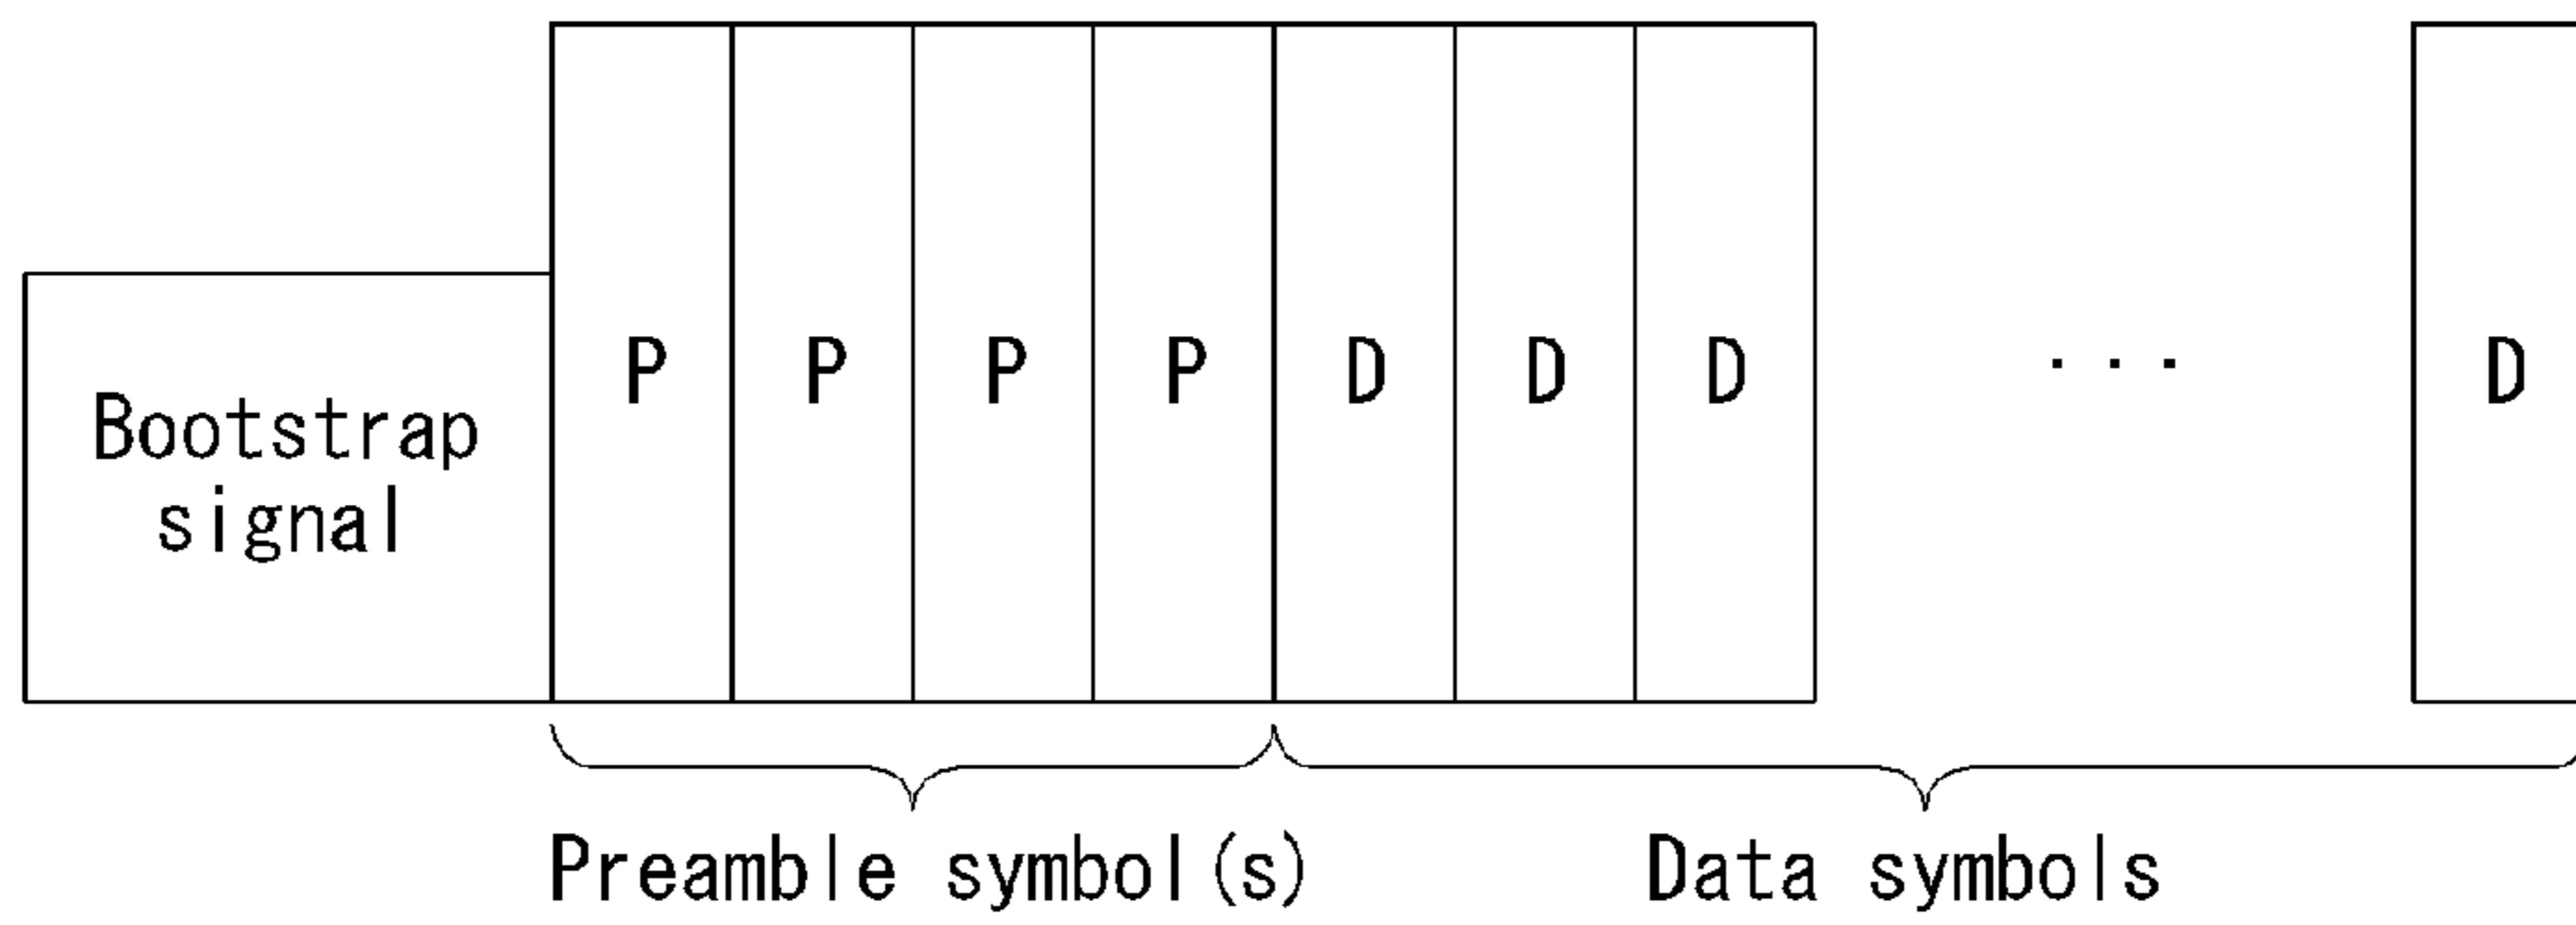 P P P P D D D ... D
Bootstrap
signal
Preamble symbol(s) Data symbols